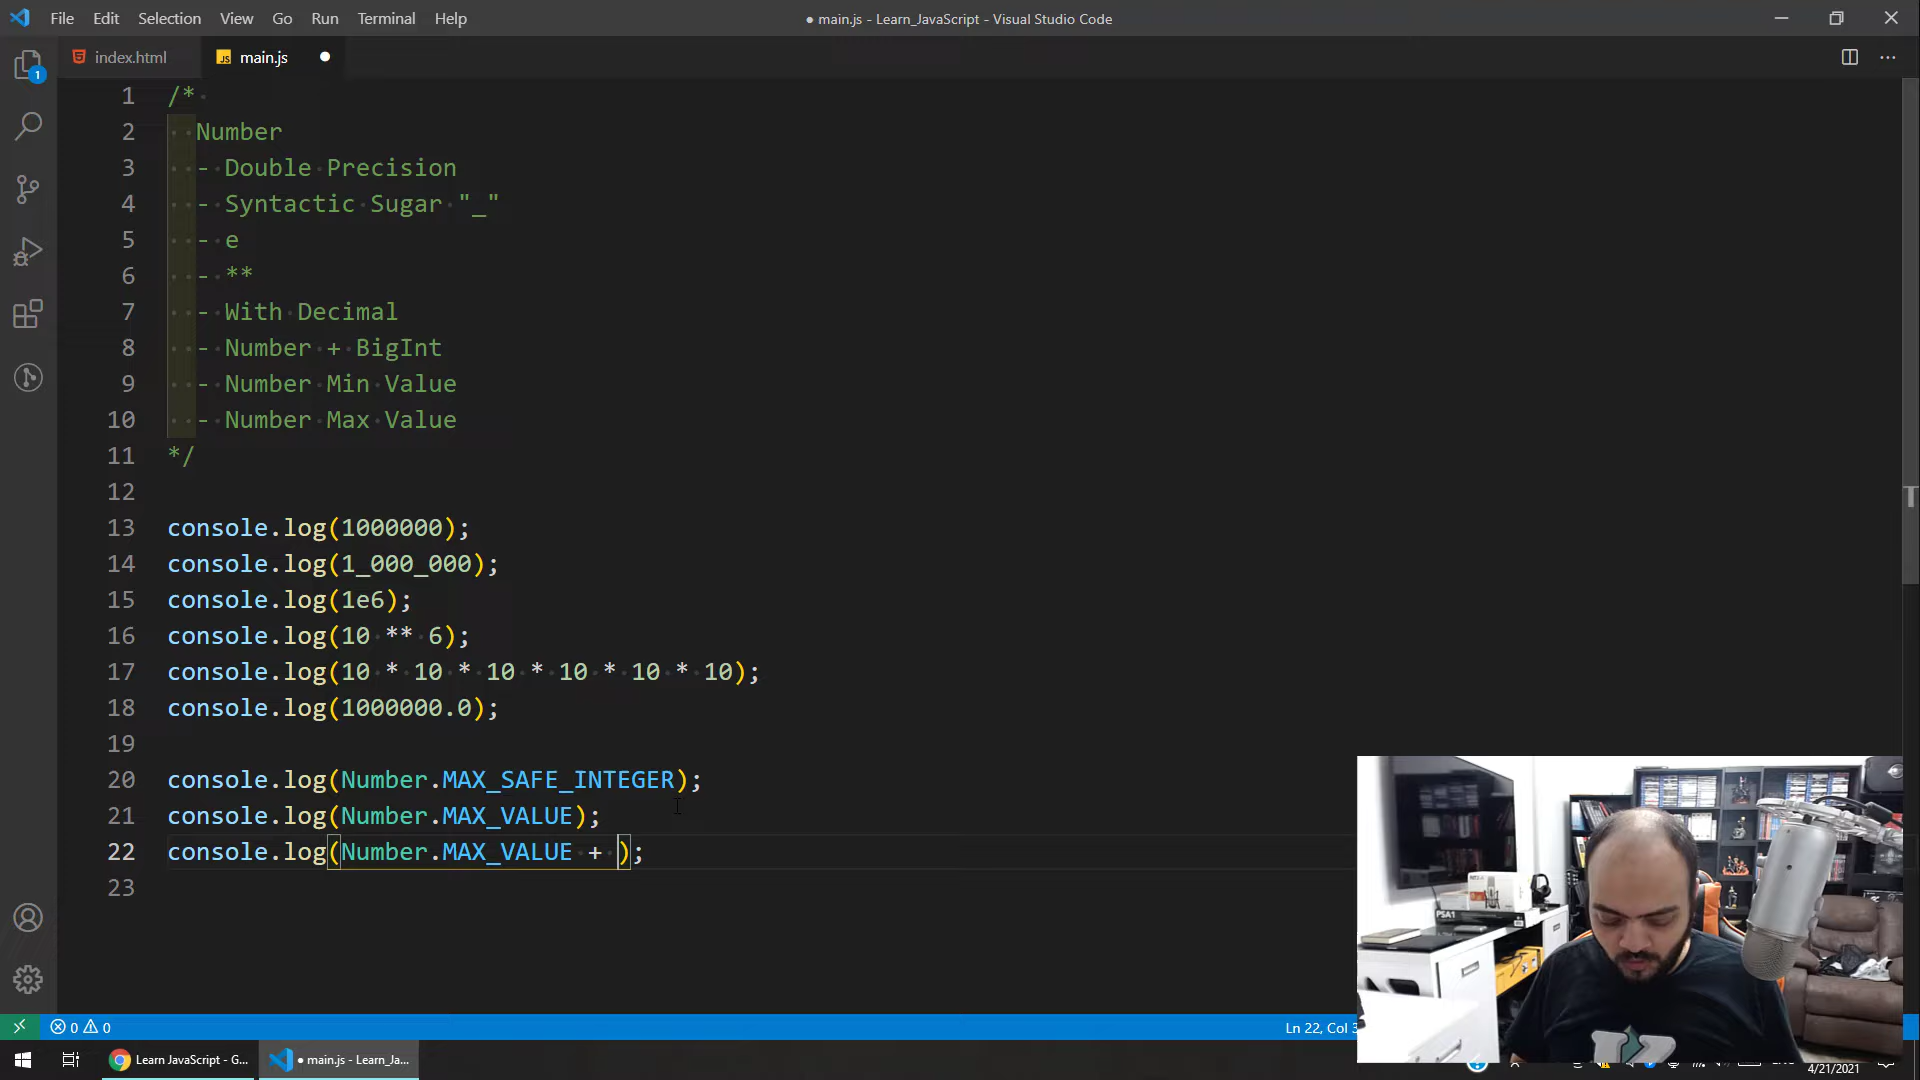 File Edit Selection View Go Run Terminal Help
● main.js - Learn_JavaScript - Visual Studio Code
index.html
JS main.js
1
1 /*
2 Number
3 - Double Precision
4 - Syntactic Sugar "_"
5 - e
6 - **
7 - With Decimal
8 - Number + BigInt
9 - Number Min Value
10 - Number Max Value
11 */
12
13 console.log(1000000);
14 console.log(1_000_000);
15 console.log(1e6);
16 console.log(10 ** 6);
17 console.log(10 * 10 * 10 * 10 * 10 * 10);
18 console.log(1000000.0);
19
20 console.log(Number.MAX_SAFE_INTEGER);
21 console.log(Number.MAX_VALUE);
22 console.log(Number.MAX_VALUE + );
23
PSA1
0 0
Ln 22, Col
Learn JavaScript - G...
● main.js - Learn_Ja...
4/21/2021